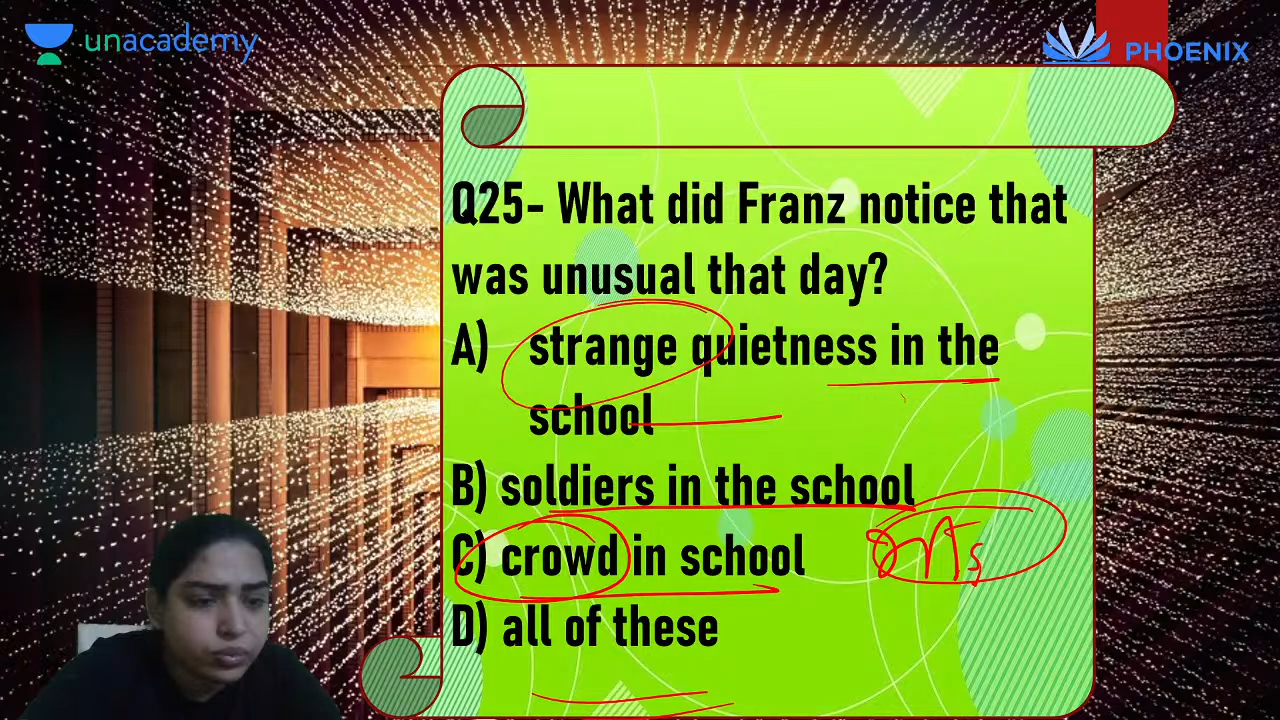 unacademy
PHOENIX
Q25- What did Franz notice that
was unusual that day?
A) strange quietness in the
school
B) soldiers in the school
C) crowd in school
D) all of these